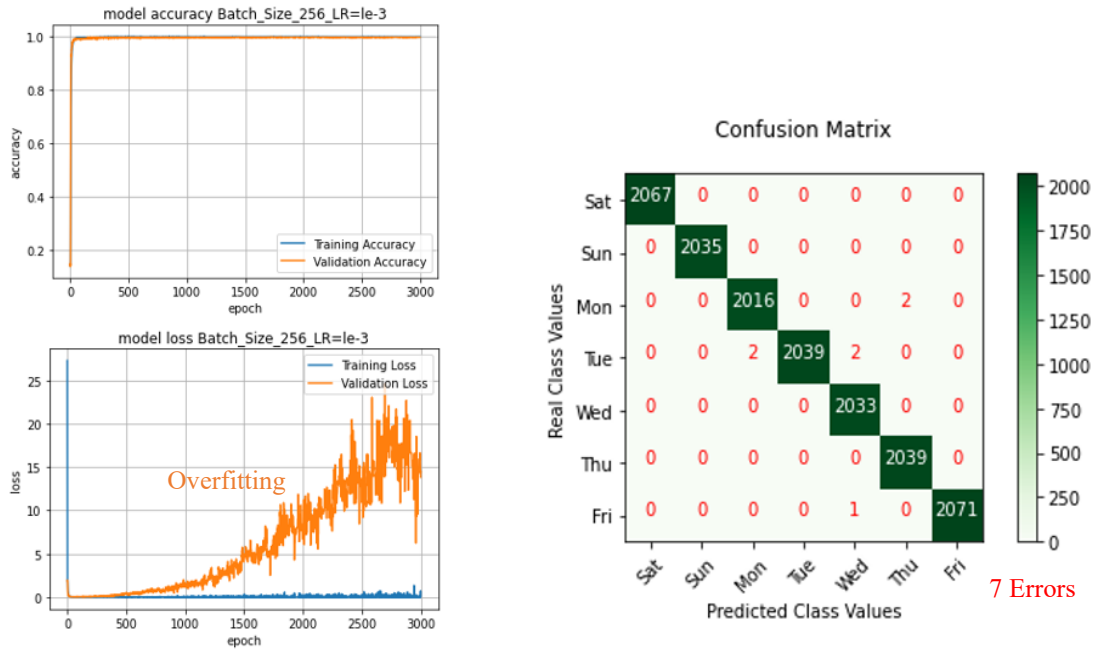 model accuracy Batch_Size_256_LR=le-3
1.0
0.8
0.6
0.4
0.2
accuracy
Training Accuracy
Validation Accuracy
0 500 1000 1500 2000 2500 3000
epoch
model loss Batch_Size_256_LR=le-3
25
20
15
10
5
0
loss
Training Loss
Validation Loss
Overfitting
0 500 1000 1500 2000 2500 3000
epoch
Confusion Matrix
Real Class Values
Sat 2067 0 0 0 0 0 0
Sun 0 2035 0 0 0 0 0
Mon 0 0 2016 0 0 2 0
Tue 0 0 2 2039 2 0 0
Wed 0 0 0 0 2033 0 0
Thu 0 0 0 0 0 2039 0
Fri 0 0 0 0 1 0 2071
Sat Sun Mon Tue Wed Thu Fri
Predicted Class Values
2000
1750
1500
1250
1000
750
500
250
0
7 Errors